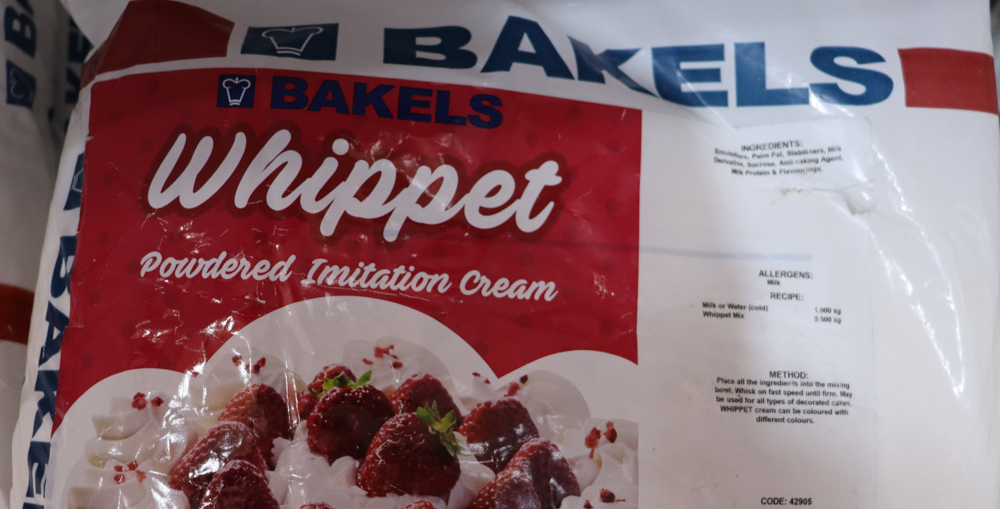 BAKELS
BAKELS
Whippet
Powdered Imitation Cream
INGREDIENTS:
Emulsifiers, Palm Fat, Stabilisers, Milk
Derivative, Sucrose, Anti-caking Agent,
Milk Protein & Flavourings.
ALLERGENS:
Milk
RECIPE:
Milk or Water (cold) 1.000 kg
Whippet Mix 0.500 kg
METHOD:
Place all the ingredients into the mixing
bowl. Whisk on fast speed until firm. May
be used for all types of decorated cakes.
WHIPPET cream can be coloured with
different colours.
CODE: 42905
BAKELS